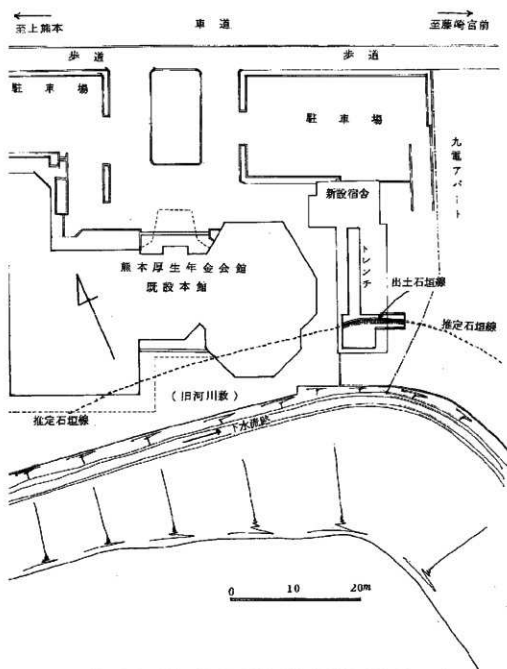 至上熊本
車道
至藤崎宮前
歩道
歩道
駐車場
駐車場
九電アパート
新設宿舎
トレンチ
熊本厚生年金会館
既設本館
出土石垣線
推定石垣線
(旧河川敷)
推定石垣線
下水溝
0 10 20m